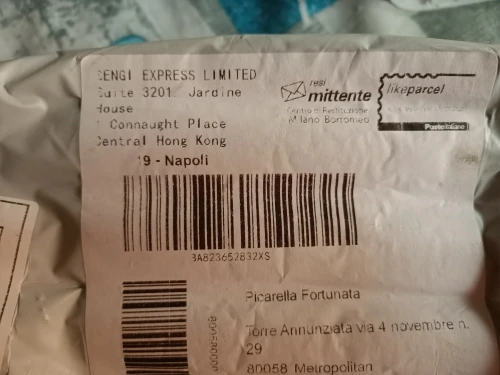 SENGI EXPRESS LIMITED
Suite 3201, Jardine
House
1 Connaught Place
Central Hong Kong
resi
mittente
Centro di Restituzione
Milano Borromeo
likeparcel
Posteitaliane
19 - Napoli
3A823652832XS
Picarella Fortunata
Torre Annunziata via 4 novembre n.
29
80058 Metropolitan